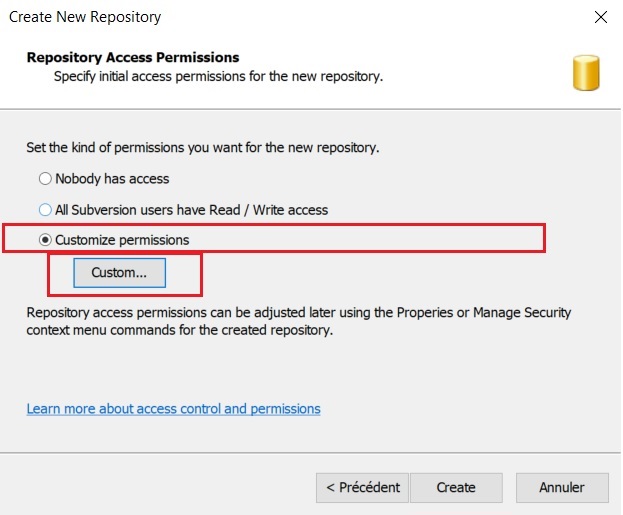 Create New Repository
Repository Access Permissions
Specify initial access permissions for the new repository.
Set the kind of permissions you want for the new repository.
Nobody has access
All Subversion users have Read / Write access
Customize permissions
Custom...
Repository access permissions can be adjusted later using the Properies or Manage Security
context menu commands for the created repository.
Learn more about access control and permissions
< Précédent
Create
Annuler